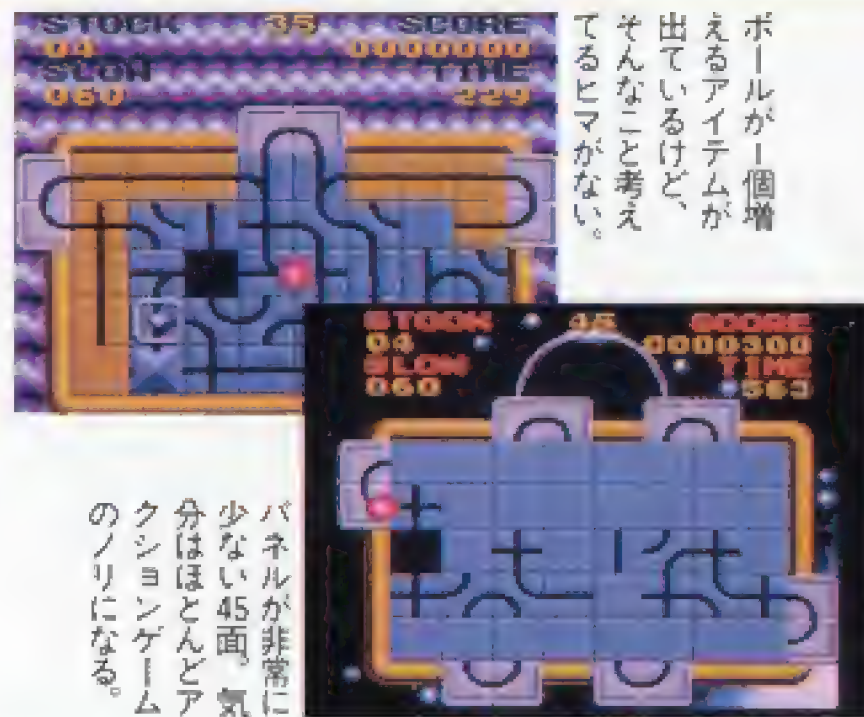 ボールが1個増
えるアイテムが
出ているけど、
そんなこと考え
てるヒマがない。
STOCK 35 SCORE
04 0000000
SLOW TIME
060 229
STOCK 45 SCORE
04 0000300
SLOW TIME
060 563
パネルが非常に
少ない45面。気
分はほとんどア
クションゲーム
のノリになる。